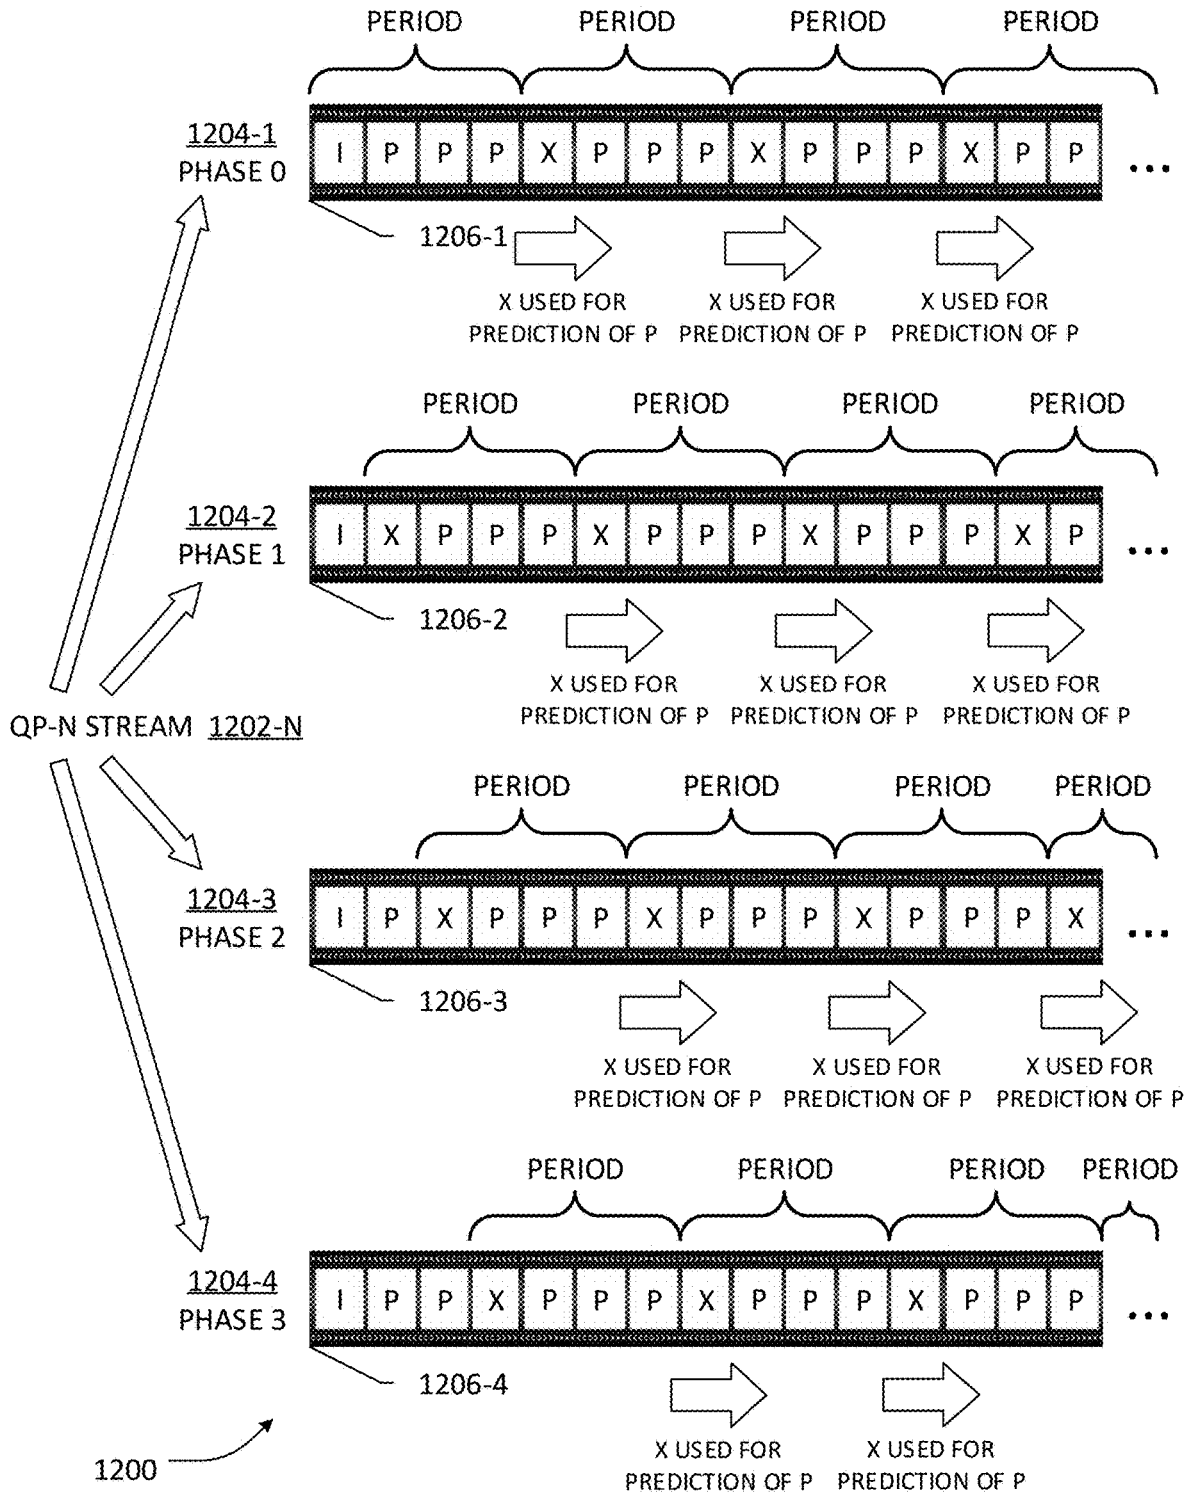 PERIOD PERIOD PERIOD PERIOD
1204-1
PHASE 0
I P P P X P P P X P P P X P P ...
1206-1
X USED FOR PREDICTION OF P
X USED FOR PREDICTION OF P
X USED FOR PREDICTION OF P
PERIOD PERIOD PERIOD PERIOD
1204-2
PHASE 1
I X P P P X P P P X P P P X P ...
1206-2
X USED FOR PREDICTION OF P
X USED FOR PREDICTION OF P
X USED FOR PREDICTION OF P
QP-N STREAM 1202-N
PERIOD PERIOD PERIOD PERIOD
1204-3
PHASE 2
I P X P P P X P P P X P P P X ...
1206-3
X USED FOR PREDICTION OF P
X USED FOR PREDICTION OF P
X USED FOR PREDICTION OF P
PERIOD PERIOD PERIOD PERIOD
1204-4
PHASE 3
I P P X P P P X P P P X P P P ...
1206-4
X USED FOR PREDICTION OF P
X USED FOR PREDICTION OF P
1200